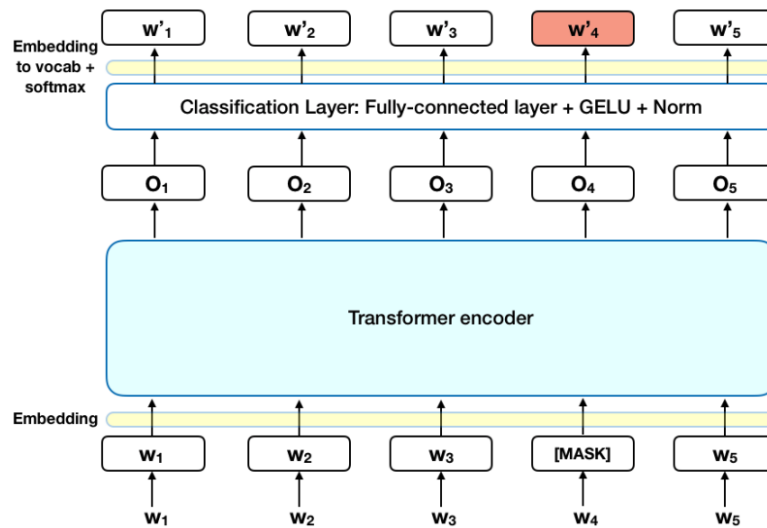 w'₁ w'₂ w'₃ w'₄ w'₅
Embedding
to vocab +
softmax
Classification Layer: Fully-connected layer + GELU + Norm
O₁ O₂ O₃ O₄ O₅
Transformer encoder
Embedding
w₁ w₂ w₃ [MASK] w₅
w₁ w₂ w₃ w₄ w₅